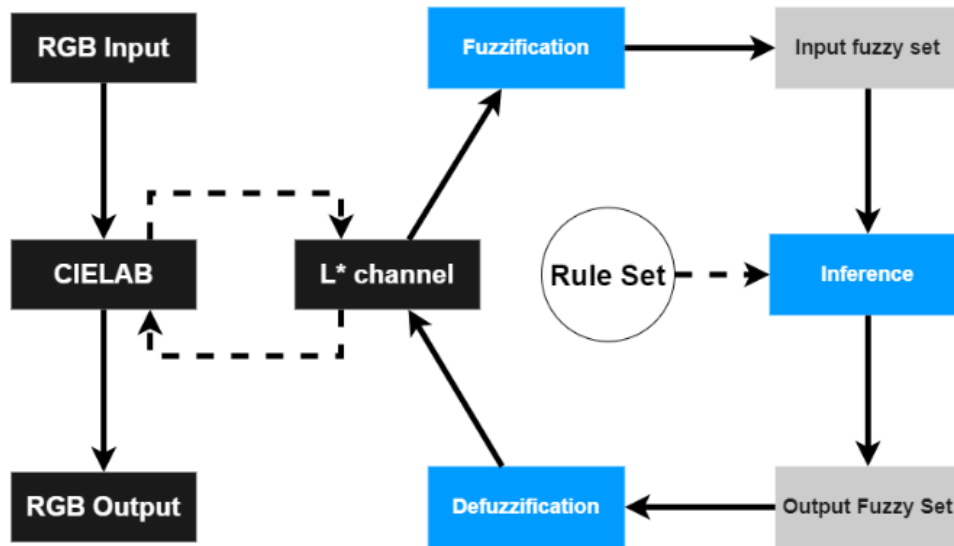 RGB Input
Fuzzification
Input fuzzy set
CIELAB
L* channel
Rule Set
Inference
RGB Output
Defuzzification
Output Fuzzy Set